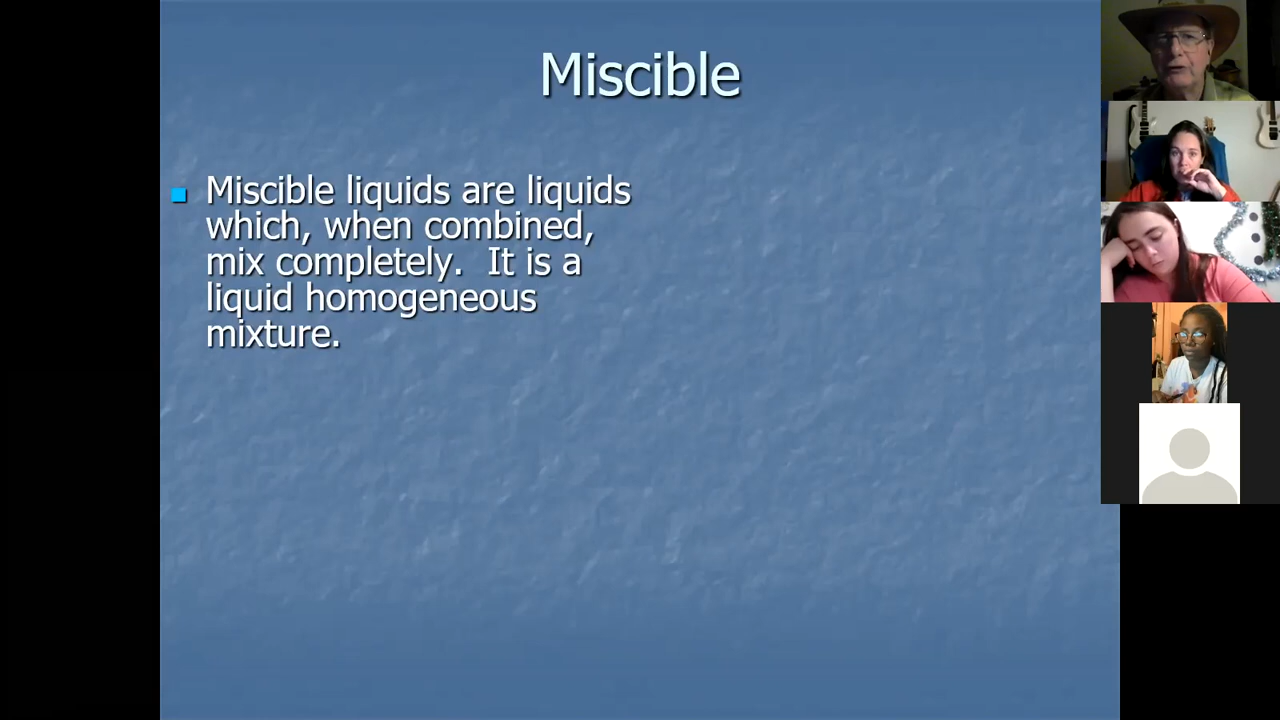 Miscible
Miscible liquids are liquids
which, when combined,
mix completely.  It is a
liquid homogeneous
mixture.